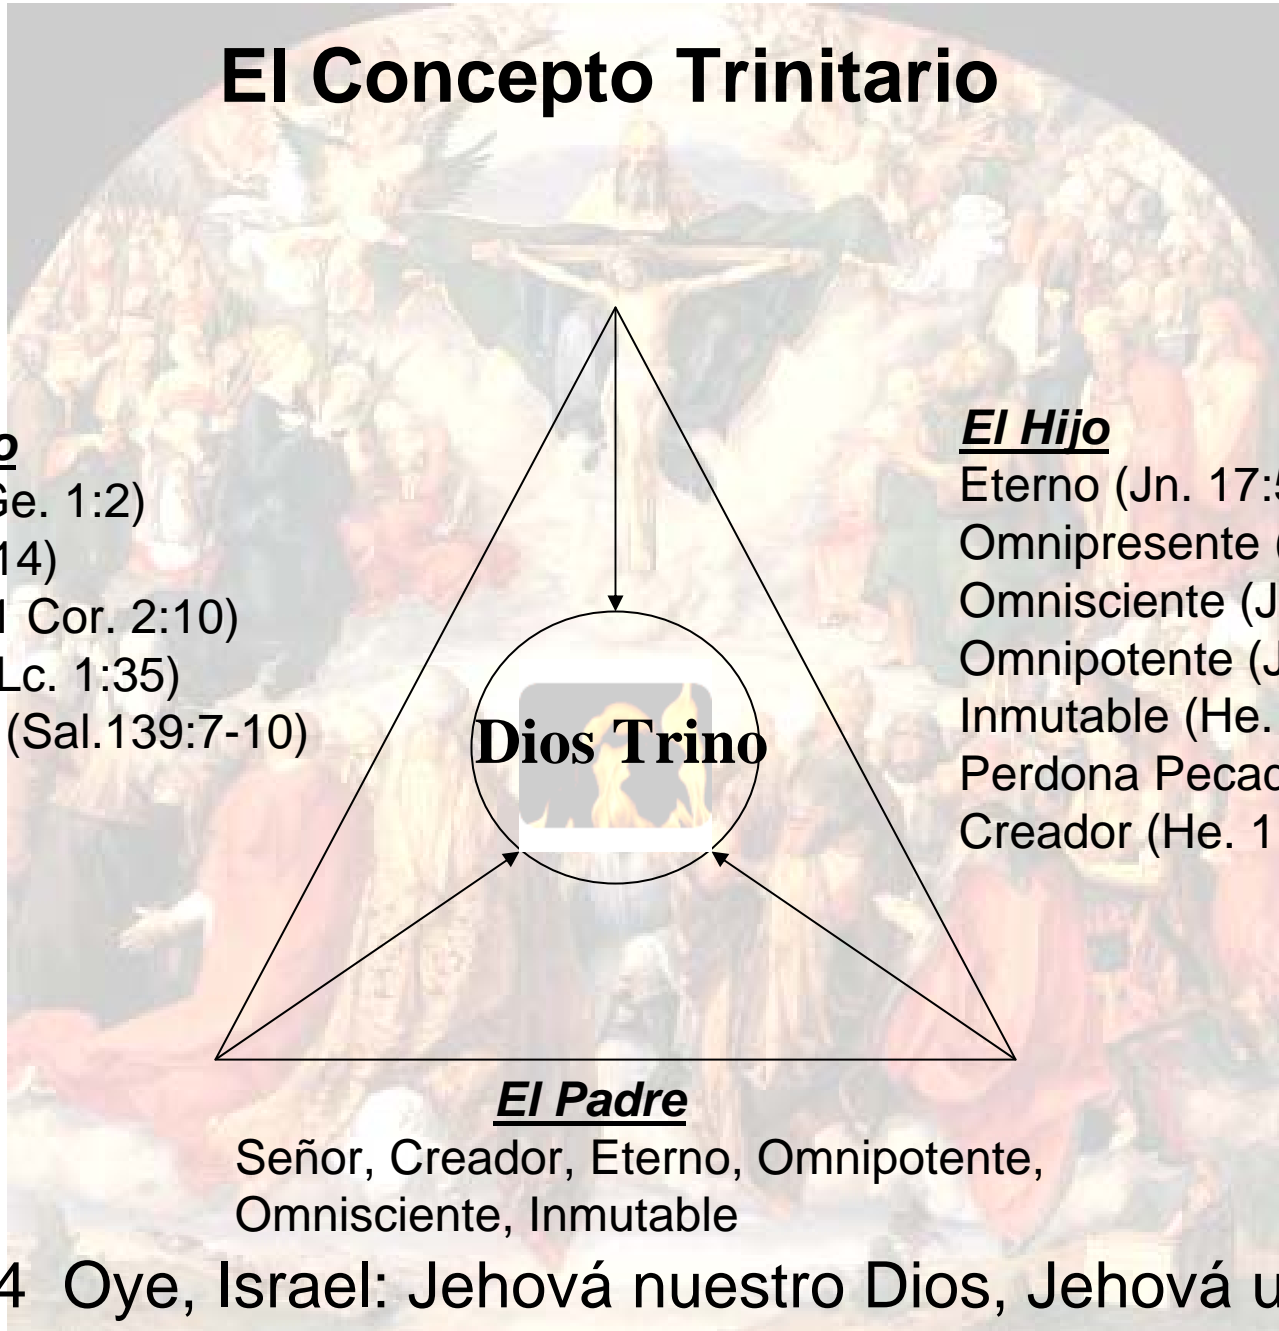 El Concepto Trinitario
o
Ge. 1:2)
14)
1 Cor. 2:10)
Lc. 1:35)
(Sal.139:7-10)
El Hijo
Eterno (Jn. 17:5
Omnipresente (
Omnisciente (J
Omnipotente (J
Inmutable (He.
Perdona Pecad
Creador (He. 1
Dios Trino
El Padre
Señor, Creador, Eterno, Omnipotente,
Omnisciente, Inmutable
4 Oye, Israel: Jehová nuestro Dios, Jehová u